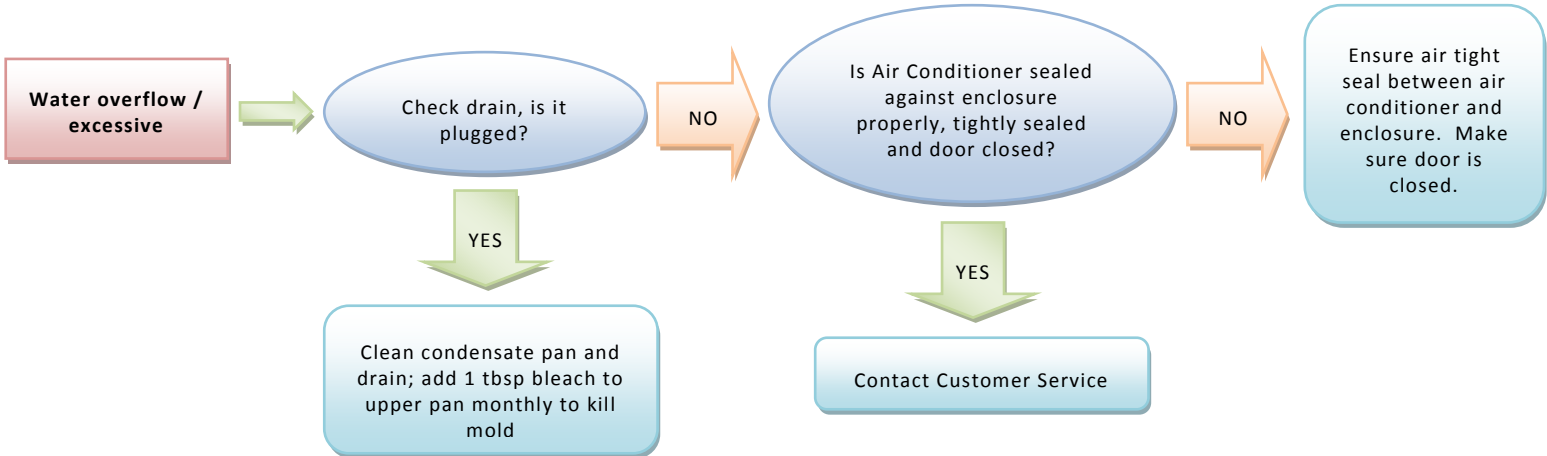 Water overflow /
excessive
Check drain, is it
plugged?
NO
Is Air Conditioner sealed
against enclosure
properly, tightly sealed
and door closed?
NO
Ensure air tight
seal between air
conditioner and
enclosure.  Make
sure door is
closed.
YES
Clean condensate pan and
drain; add 1 tbsp bleach to
upper pan monthly to kill
mold
YES
Contact Customer Service